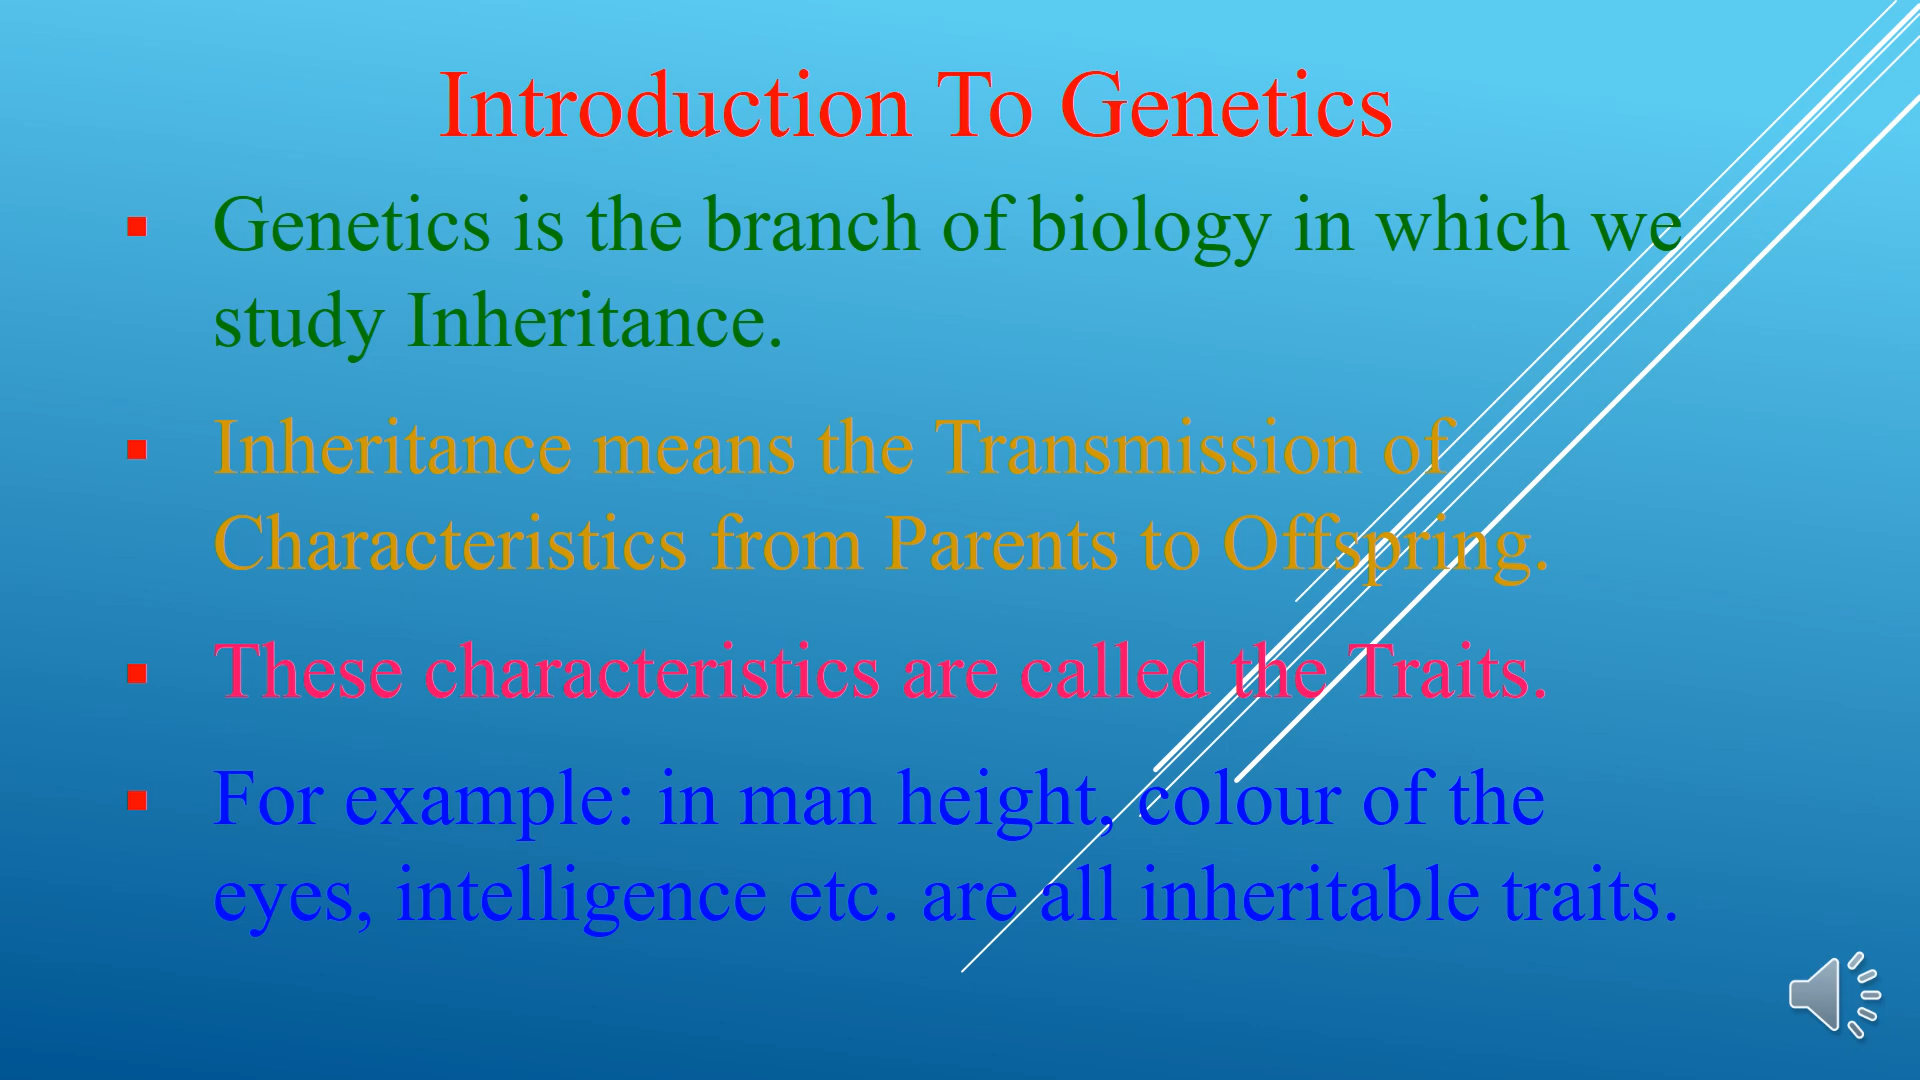 Introduction To Genetics
▪ Genetics is the branch of biology in which we
study Inheritance.
▪ Inheritance means the Transmission of
Characteristics from Parents to Offspring.
▪ These characteristics are called the Traits.
▪ For example: in man height, colour of the
eyes, intelligence etc. are all inheritable traits.